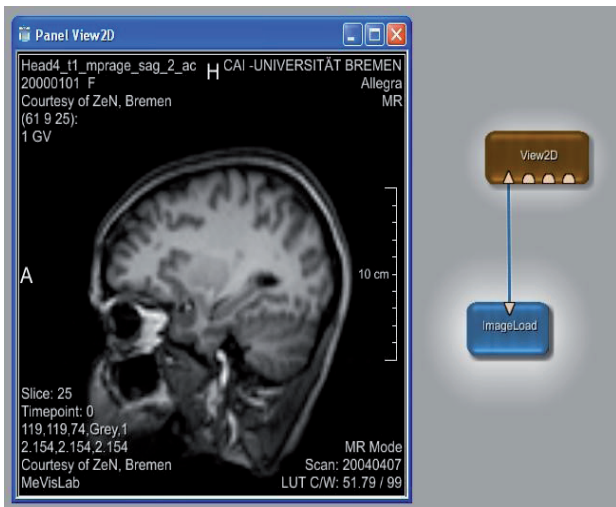 Panel View2D
Head4_t1_mprage_sag_2_ac
H
CAI -UNIVERSITÄT BREMEN
20000101 F
Allegra
Courtesy of ZeN, Bremen
MR
(61 9 25):
1 GV
A
10 cm
Slice: 25
Timepoint: 0
119,119,74,Grey,1
2.154,2.154,2.154
MR Mode
Courtesy of ZeN, Bremen
Scan: 20040407
MeVisLab
LUT C/W: 51.79 / 99
View2D
ImageLoad